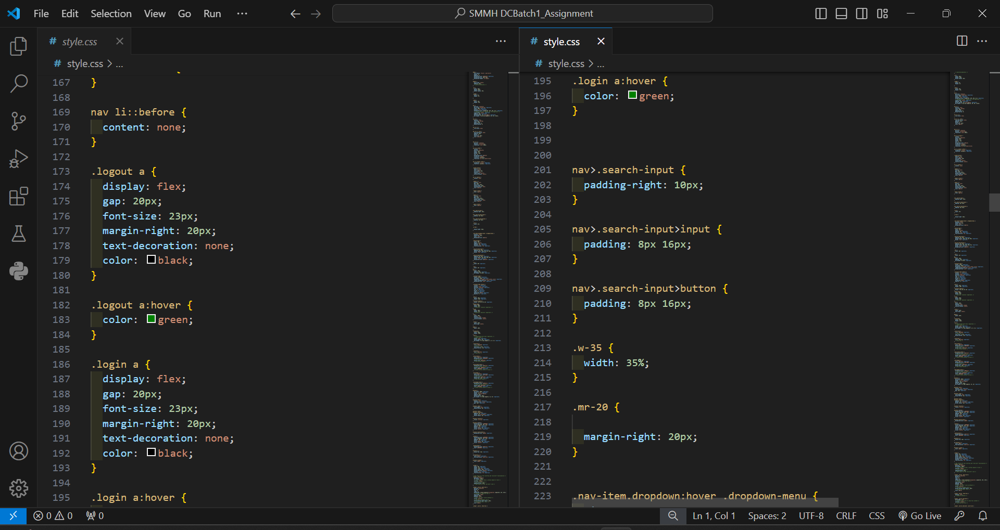 File Edit Selection View Go Run ···
SMMH DCBatch1_Assignment
# style.css
# style.css > ...
167 }
168
169 nav li::before {
170 content: none;
171 }
172
173 .logout a {
174 display: flex;
175 gap: 20px;
176 font-size: 23px;
177 margin-right: 20px;
178 text-decoration: none;
179 color: black;
180 }
181
182 .logout a:hover {
183 color: green;
184 }
185
186 .login a {
187 display: flex;
188 gap: 20px;
189 font-size: 23px;
190 margin-right: 20px;
191 text-decoration: none;
192 color: black;
193 }
194
195 .login a:hover {
# style.css
# style.css > ...
195 .login a:hover {
196 color: green;
197 }
198
199
200
201 nav>.search-input {
202 padding-right: 10px;
203 }
204
205 nav>.search-input>input {
206 padding: 8px 16px;
207 }
208
209 nav>.search-input>button {
210 padding: 8px 16px;
211 }
212
213 .w-35 {
214 width: 35%;
215 }
216
217 .mr-20 {
218
219 margin-right: 20px;
220 }
221
222
223 .nav-item.dropdown:hover .dropdown-menu {
0 0 0 Ln 1, Col 1 Spaces: 2 UTF-8 CRLF CSS Go Live